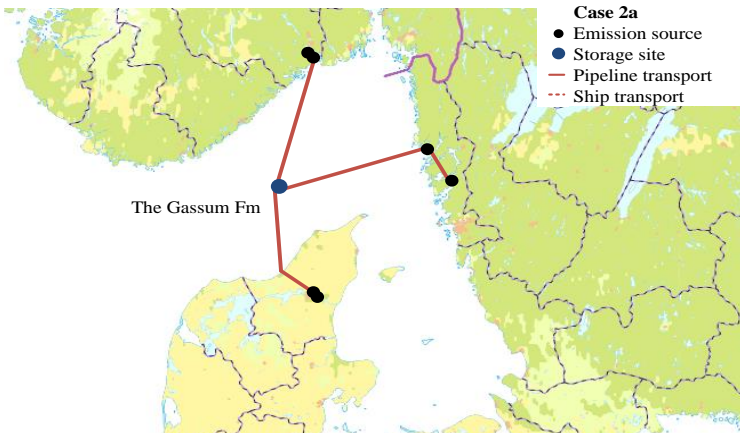 Case 2a
Emission source
Storage site
Pipeline transport
Ship transport
The Gassum Fm